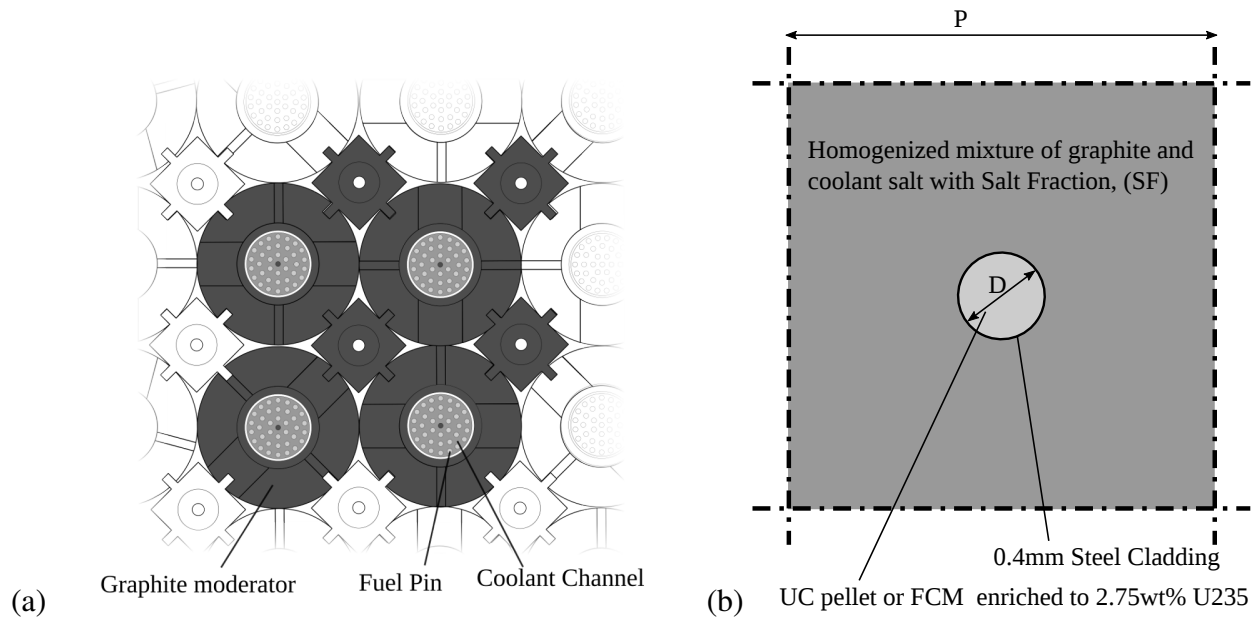 P
Homogenized mixture of graphite and
coolant salt with Salt Fraction, (SF)
D
0.4mm Steel Cladding
Graphite moderator
Fuel Pin
Coolant Channel
(a)
(b)
UC pellet or FCM enriched to 2.75wt% U235